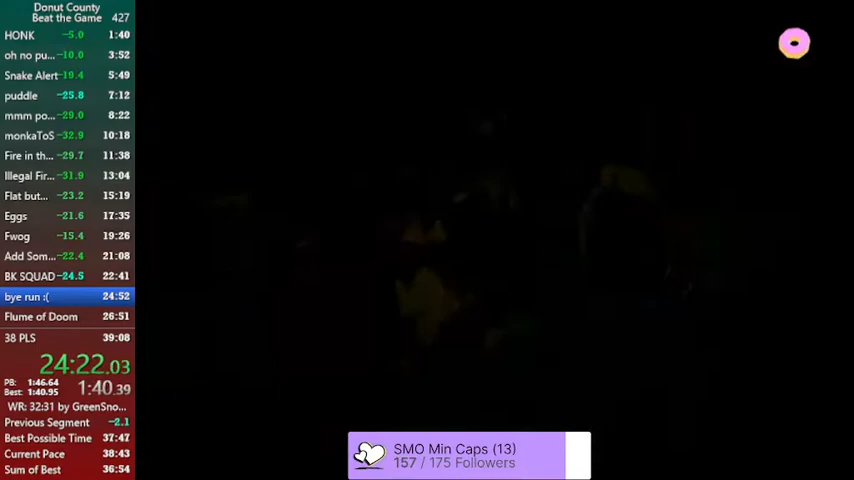 Donut County
Beat the Game 427
HONK -5.0 1:40
oh no pu... -10.0 3:52
Snake Alert -19.4 5:49
puddle -25.8 7:12
mmm po... -29.0 8:22
monkaToS -32.9 10:18
Fire in th... -29.7 11:38
Illegal Fir... -31.9 13:04
Flat but... -23.2 15:19
Eggs -21.6 17:35
Fwog -15.4 19:26
Add Som... -22.4 21:08
BK SQUAD -24.5 22:41
bye run :( 24:52
Flume of Doom 26:51
38 PLS 39:08
24:22.03
PB: 1:46.64
Best: 1:40.95
1:40.39
WR: 32:31 by GreenSno...
Previous Segment -2.1
Best Possible Time 37:47
Current Pace 38:43
Sum of Best 36:54
SMO Min Caps (13)
157 / 175 Followers